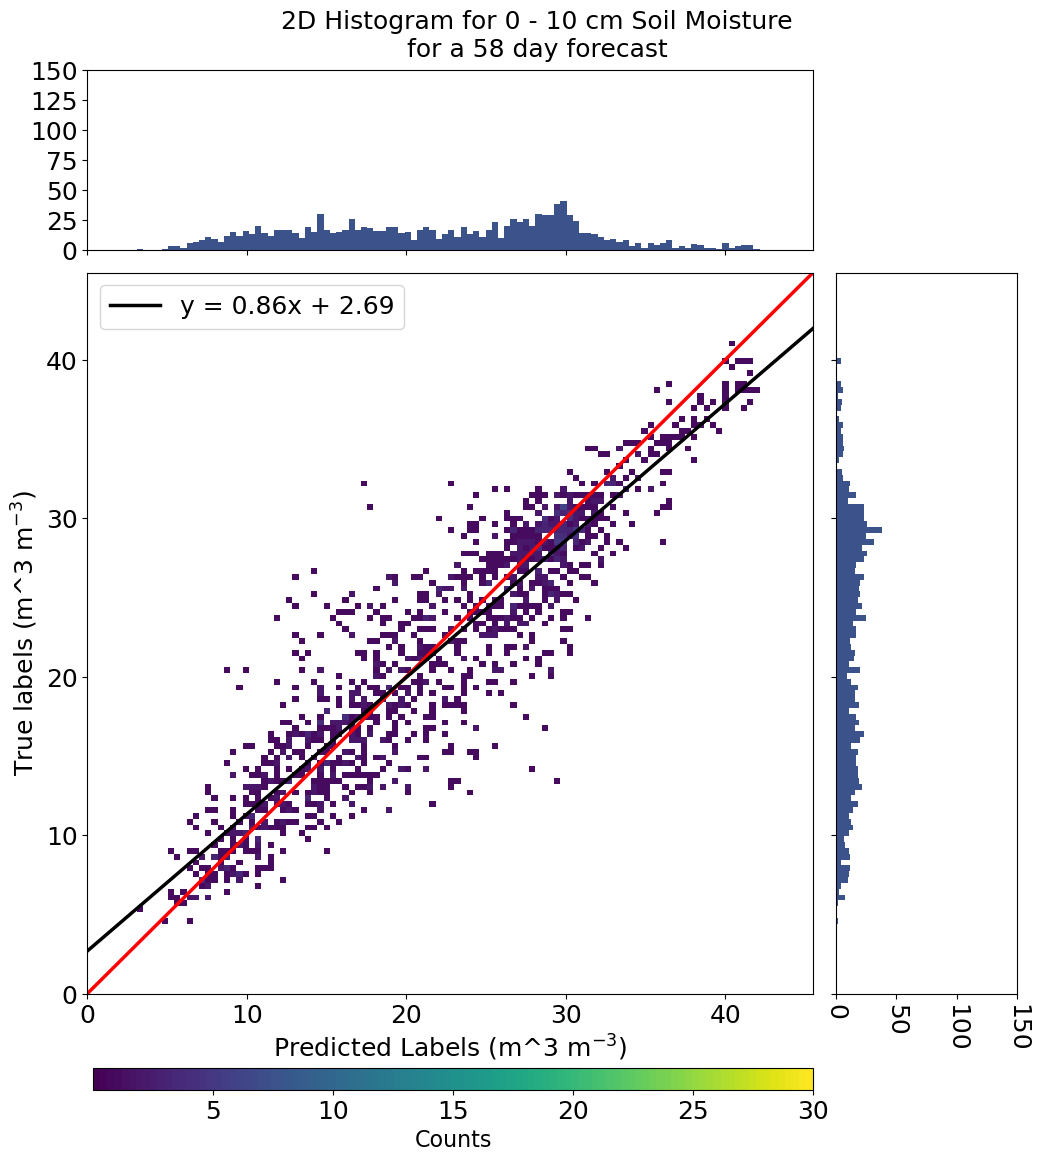 2D Histogram for 0 - 10 cm Soil Moisture
for a 58 day forecast
150
125
100
75
50
25
0
y = 0.86x + 2.69
40
30
20
10
0
True labels (m^3 m⁻³)
0 10 20 30 40
Predicted Labels (m^3 m⁻³)
0 50 100 150
5 10 15 20 25 30
Counts